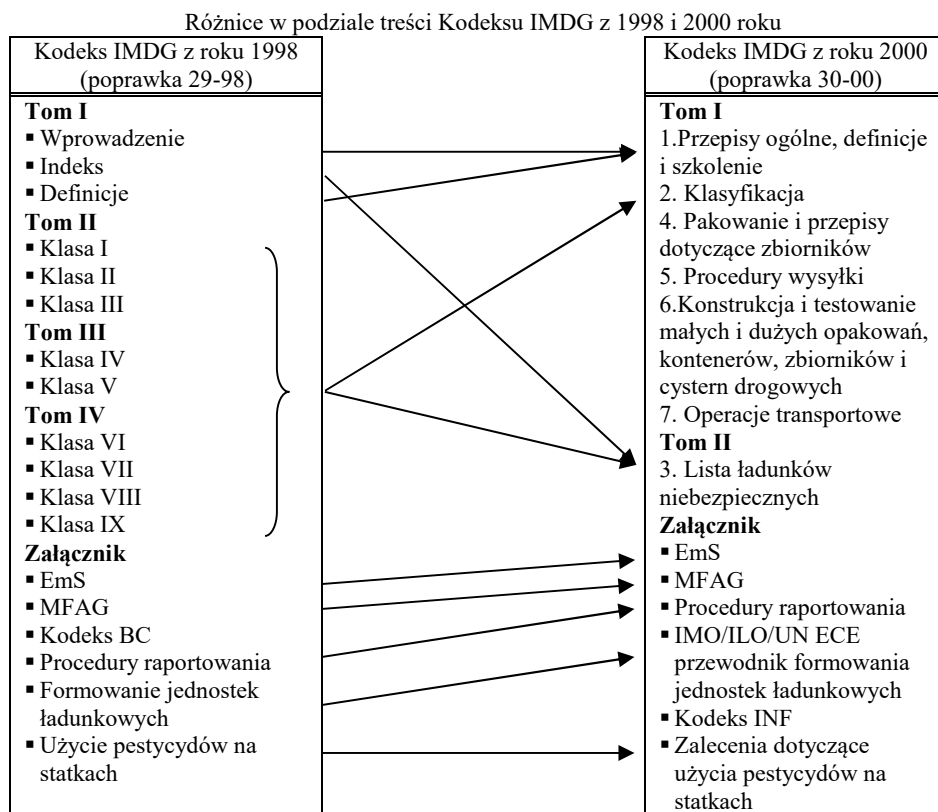 Różnice w podziale treści Kodeksu IMDG z 1998 i 2000 roku
Kodeks IMDG z roku 1998
(poprawka 29-98)
Tom I
▪ Wprowadzenie
▪ Indeks
▪ Definicje
Tom II
▪ Klasa I
▪ Klasa II
▪ Klasa III
Tom III
▪ Klasa IV
▪ Klasa V
Tom IV
▪ Klasa VI
▪ Klasa VII
▪ Klasa VIII
▪ Klasa IX
Załącznik
▪ EmS
▪ MFAG
▪ Kodeks BC
▪ Procedury raportowania
▪ Formowanie jednostek
ładunkowych
▪ Użycie pestycydów na
statkach
Kodeks IMDG z roku 2000
(poprawka 30-00)
Tom I
1.Przepisy ogólne, definicje
i szkolenie
2. Klasyfikacja
4. Pakowanie i przepisy
dotyczące zbiorników
5. Procedury wysyłki
6.Konstrukcja i testowanie
małych i dużych opakowań,
kontenerów, zbiorników i
cystern drogowych
7. Operacje transportowe
Tom II
3. Lista ładunków
niebezpiecznych
Załącznik
▪ EmS
▪ MFAG
▪ Procedury raportowania
▪ IMO/ILO/UN ECE
przewodnik formowania
jednostek ładunkowych
▪ Kodeks INF
▪ Zalecenia dotyczące
użycia pestycydów na
statkach